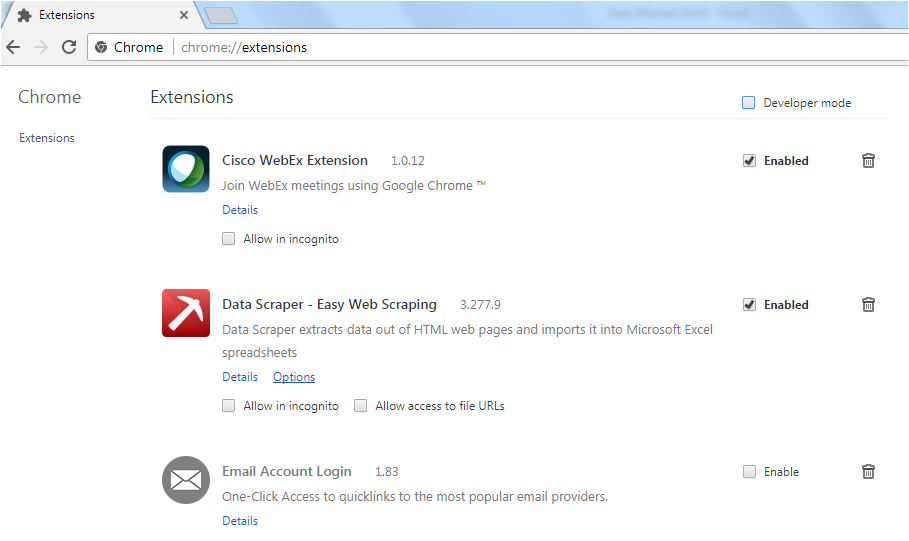 Extensions
Chrome chrome://extensions
Chrome
Extensions
Developer mode
Extensions
Cisco WebEx Extension 1.0.12
Enabled
Join WebEx meetings using Google Chrome ™
Details
Allow in incognito
Data Scraper - Easy Web Scraping 3.277.9
Enabled
Data Scraper extracts data out of HTML web pages and imports it into Microsoft Excel
spreadsheets
Details Options
Allow in incognito Allow access to file URLs
Email Account Login 1.83
Enable
One-Click Access to quicklinks to the most popular email providers.
Details